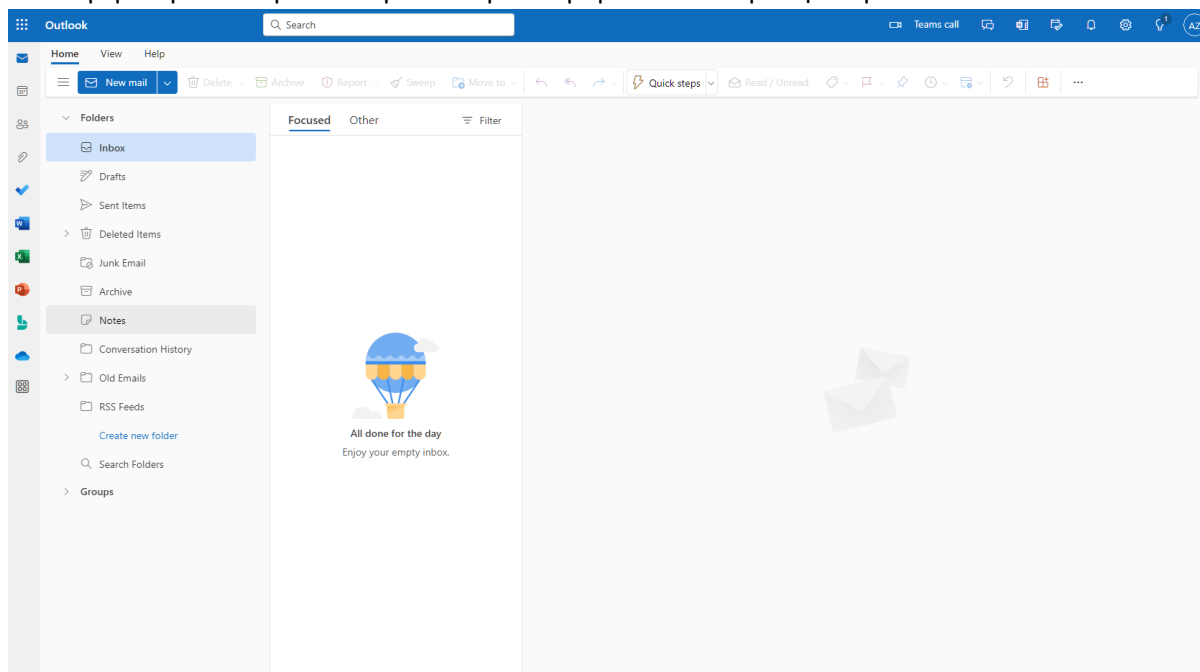 Outlook
Search
Teams call
1
AZ
Home View Help
New mail Delete Archive Report Sweep Move to Quick steps Read / Unread
Folders
Inbox
Drafts
Sent Items
Deleted Items
Junk Email
Archive
Notes
Conversation History
Old Emails
RSS Feeds
Create new folder
Search Folders
Groups
Focused Other Filter
All done for the day
Enjoy your empty inbox.